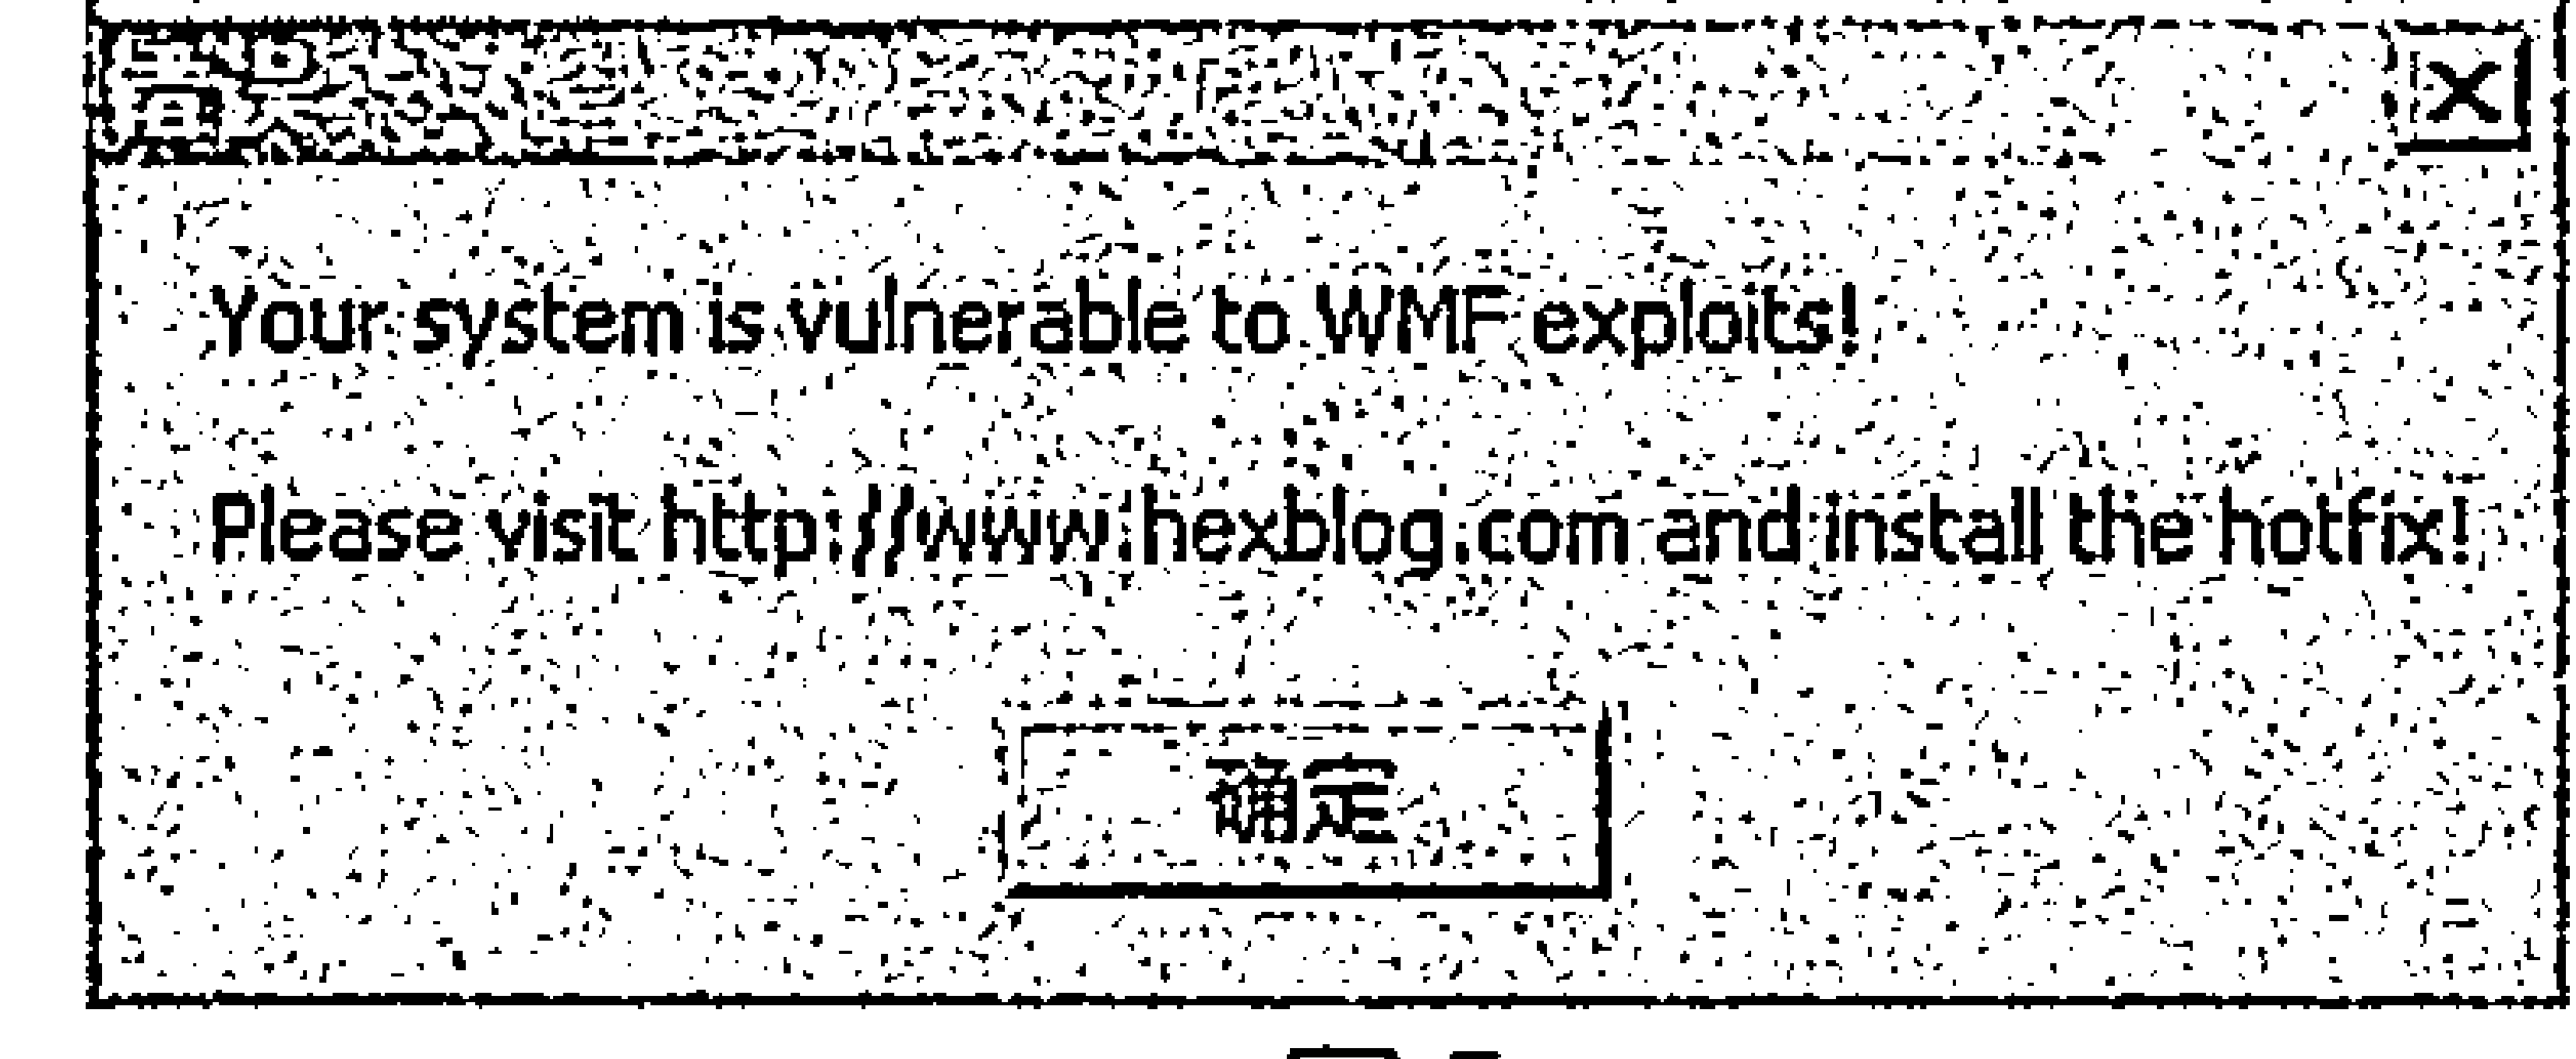 Your system is vulnerable to WMF exploits!
Please visit http://www.hexblog.com and install the hotfix!
确定